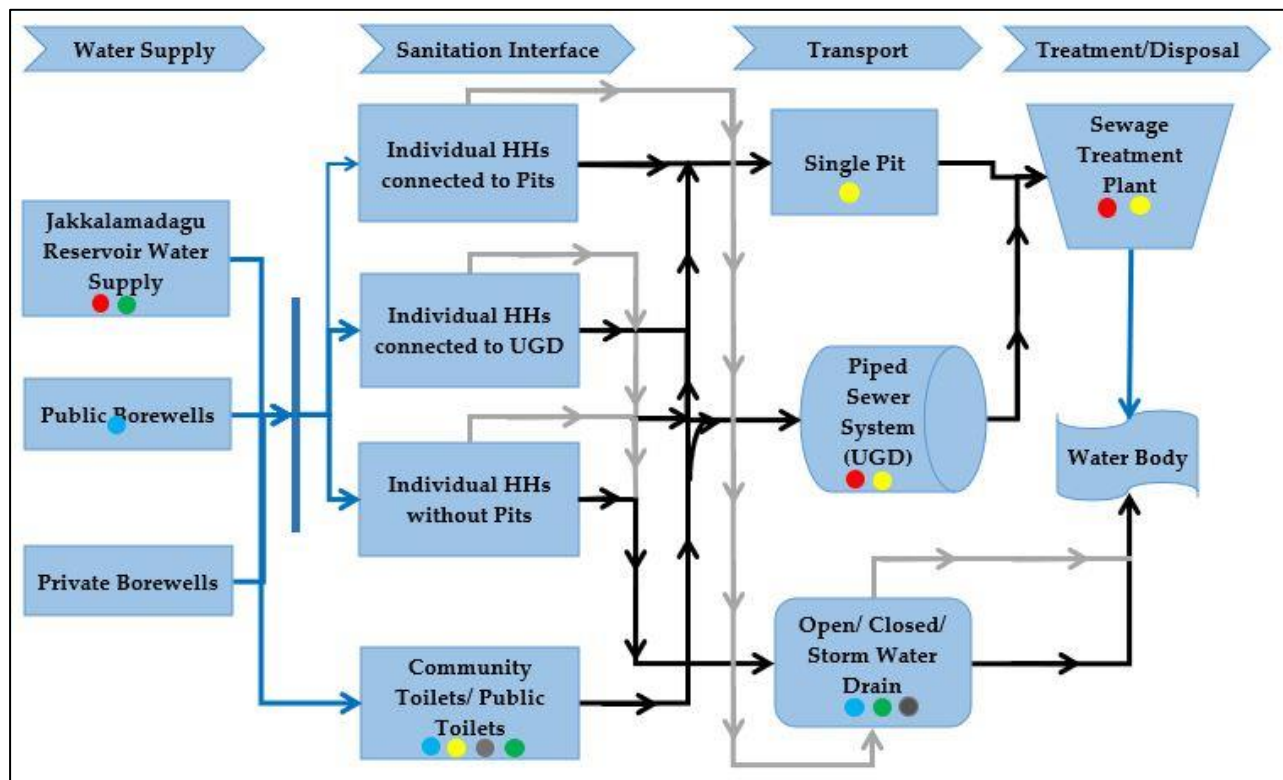 Water Supply
Sanitation Interface
Transport
Treatment/Disposal
Jakkalamadagu
Reservoir Water
Supply
Public Borewells
Private Borewells
Individual HHs
connected to Pits
Individual HHs
connected to UGD
Individual HHs
without Pits
Community
Toilets/ Public
Toilets
Single Pit
Piped
Sewer
System
(UGD)
Open/ Closed/
Storm Water
Drain
Sewage
Treatment
Plant
Water Body